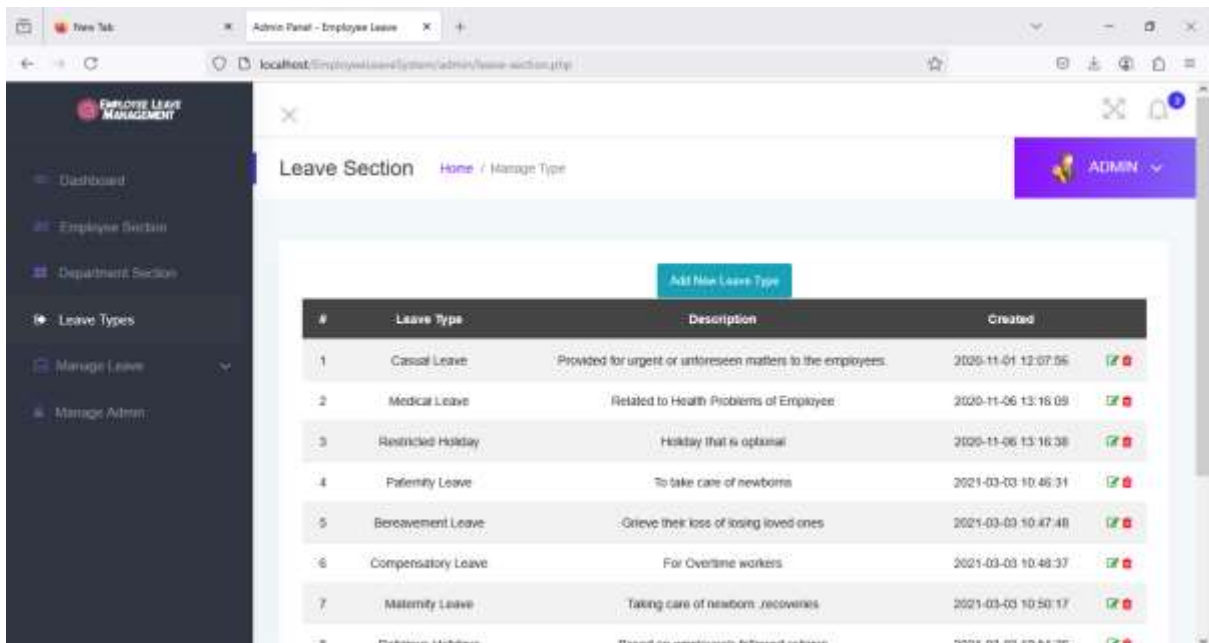 New Tab
Admin Panel - Employee Leave
localhost/EmployeeLeaveSystem/admin/leave-section.php
EMPLOYEE LEAVE
MANAGEMENT
3
Leave Section Home / Manage Type
ADMIN
Dashboard
Employee Section
Department Section
Leave Types
Manage Leave
Manage Admin
Add New Leave Type
# Leave Type Description Created
1 Casual Leave Provided for urgent or unforeseen matters to the employees. 2020-11-01 12:07:56
2 Medical Leave Related to Health Problems of Employee 2020-11-06 13:16:09
3 Restricted Holiday Holiday that is optional 2020-11-06 13:16:38
4 Paternity Leave To take care of newborns 2021-03-03 10:46:31
5 Bereavement Leave Grieve their loss of losing loved ones 2021-03-03 10:47:48
6 Compensatory Leave For Overtime workers 2021-03-03 10:48:37
7 Maternity Leave Taking care of newborn ,recoveries 2021-03-03 10:50:17